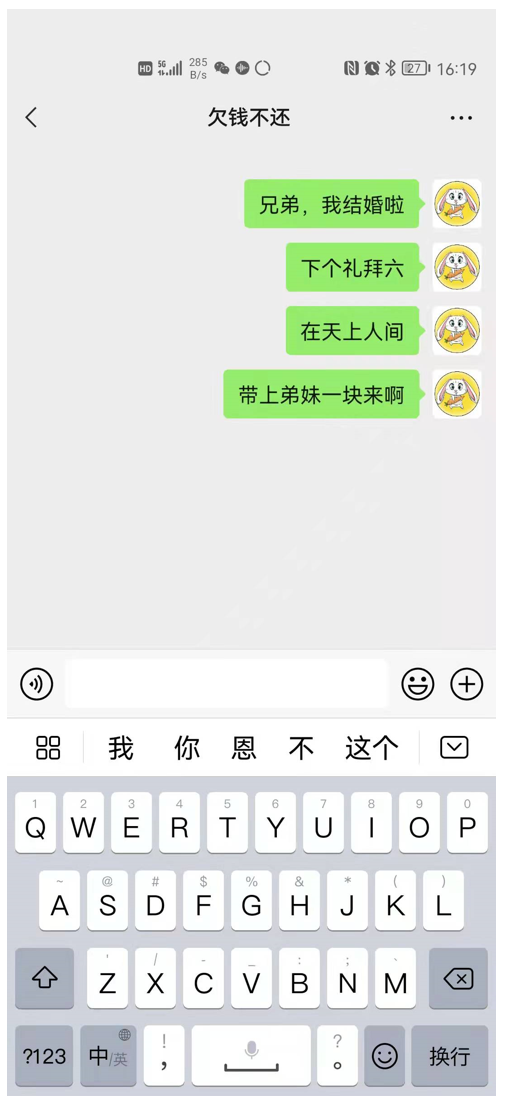 HD 5G 285 B/s 27 16:19
欠钱不还
兄弟，我结婚啦
下个礼拜六
在天上人间
带上弟妹一块来啊
我 你 恩 不 这个
1 2 3 4 5 6 7 8 9 0
Q W E R T Y U I O P
~ @ # $ % & * ( )
A S D F G H J K L
' / - _ : ; 、
Z X C V B N M
! ?
?123 中/英 , 。 换行